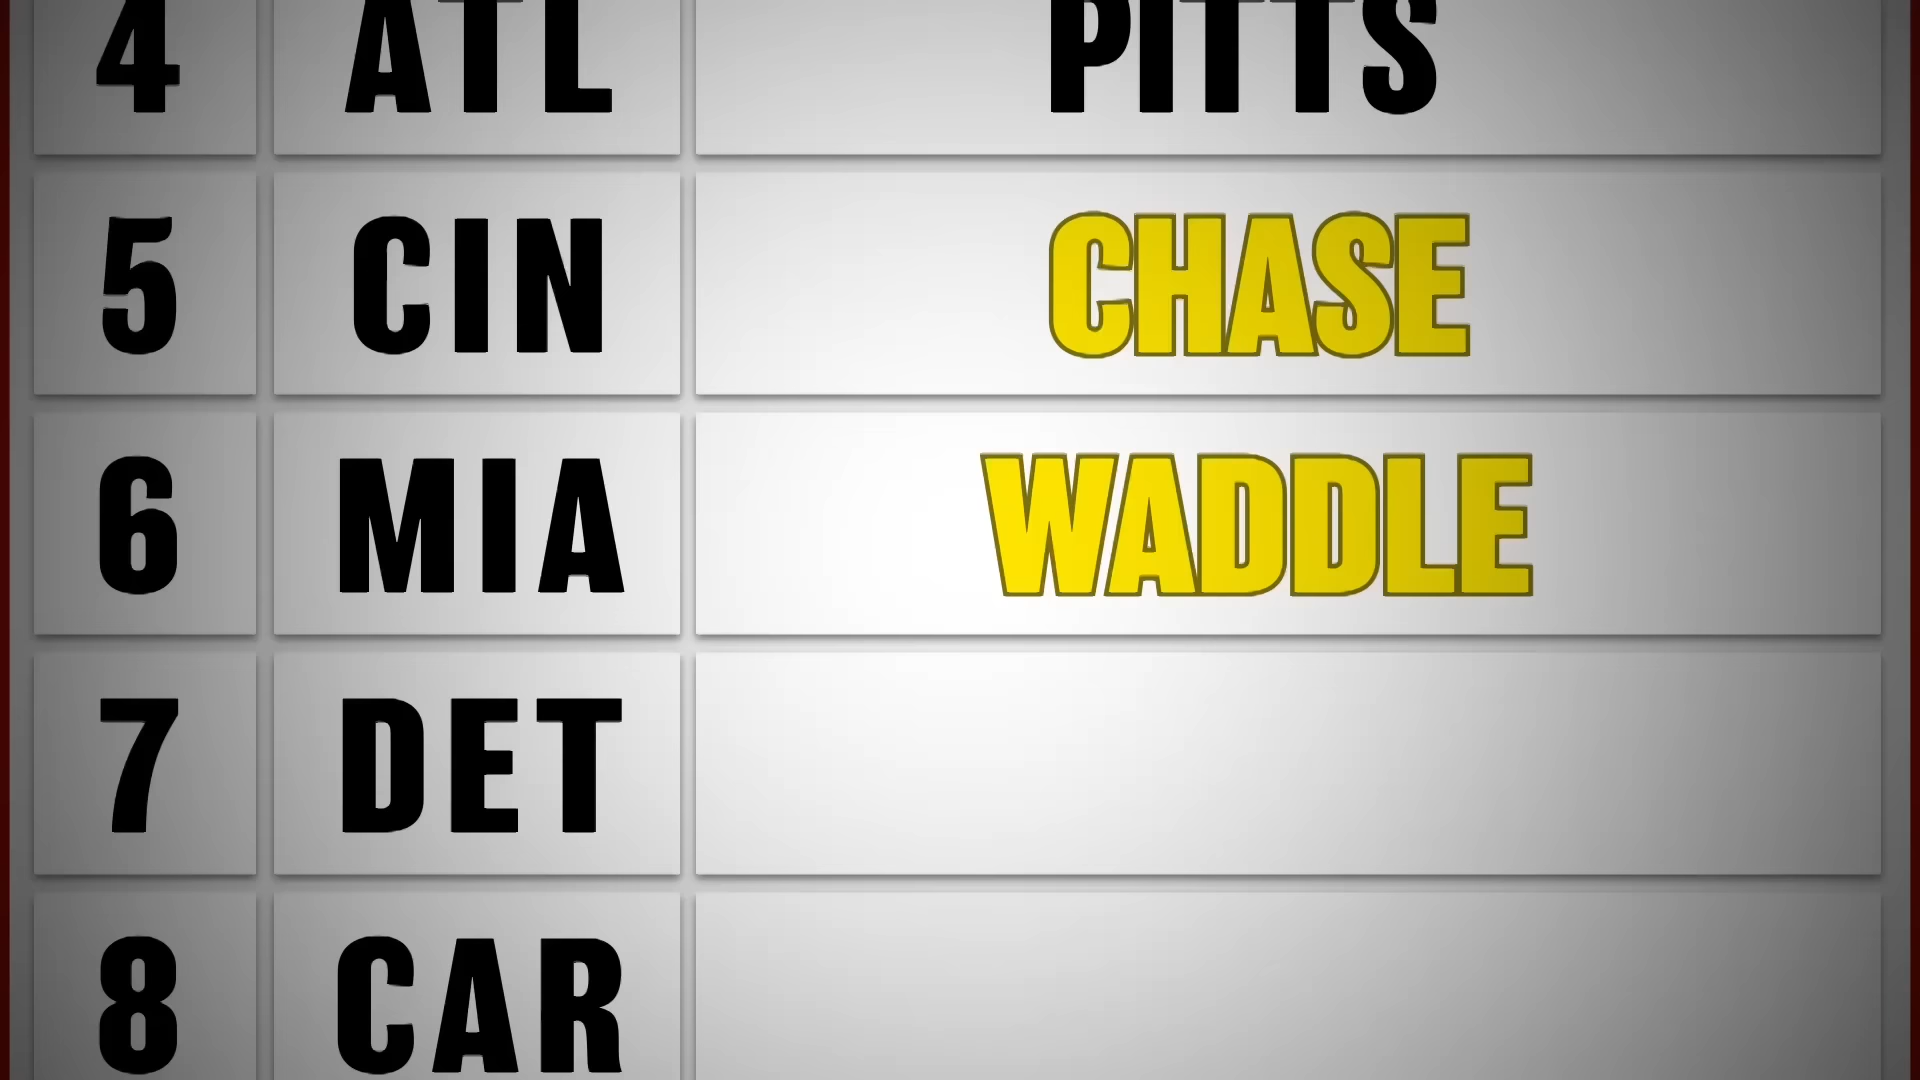 4 ATL PITTS
5 CIN CHASE
6 MIA WADDLE
7 DET
8 CAR